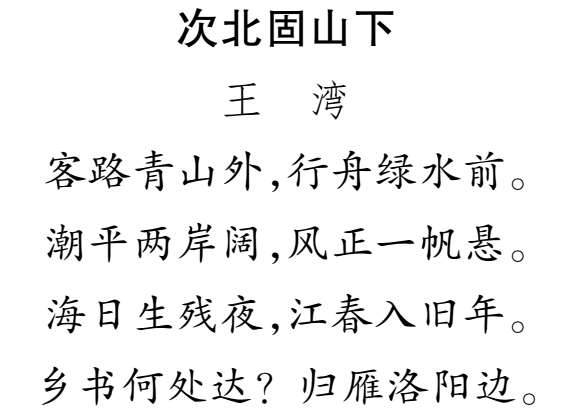 次北固山下
王 湾
客路青山外,行舟绿水前。
潮平两岸阔,风正一帆悬。
海日生残夜,江春入旧年。
乡书何处达? 归雁洛阳边。